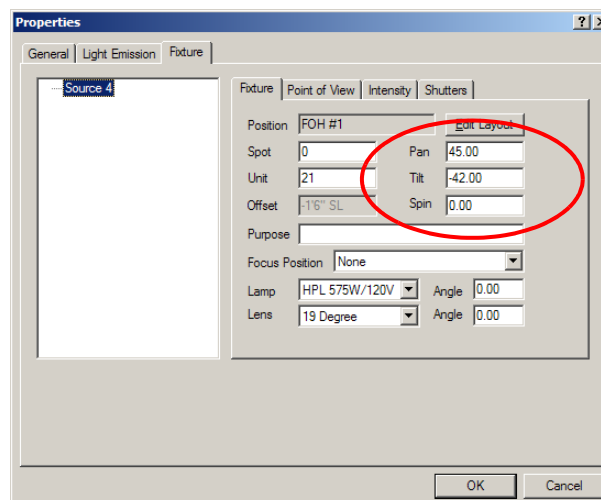 Properties
General Light Emission Fixture
Source 4
Fixture Point of View Intensity Shutters
Position FOH #1 Edit Layout
Spot 0 Pan 45.00
Unit 21 Tilt -42.00
Offset -1'6" SL Spin 0.00
Purpose
Focus Position None
Lamp HPL 575W/120V Angle 0.00
Lens 19 Degree Angle 0.00
OK Cancel